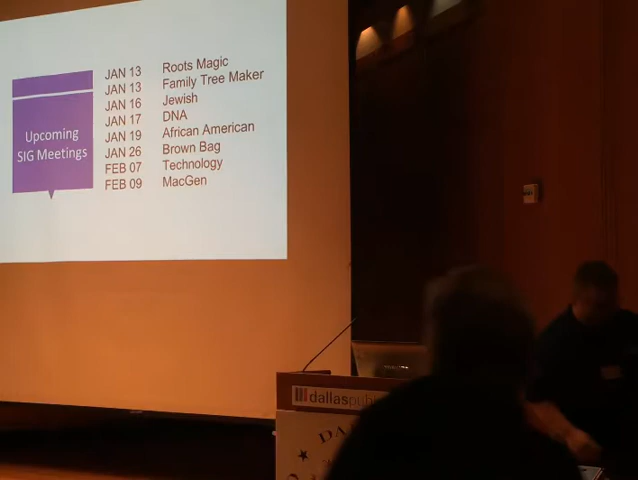 Upcoming
SIG Meetings
JAN 13 Roots Magic
JAN 13 Family Tree Maker
JAN 16 Jewish
JAN 17 DNA
JAN 19 African American
JAN 26 Brown Bag
FEB 07 Technology
FEB 09 MacGen